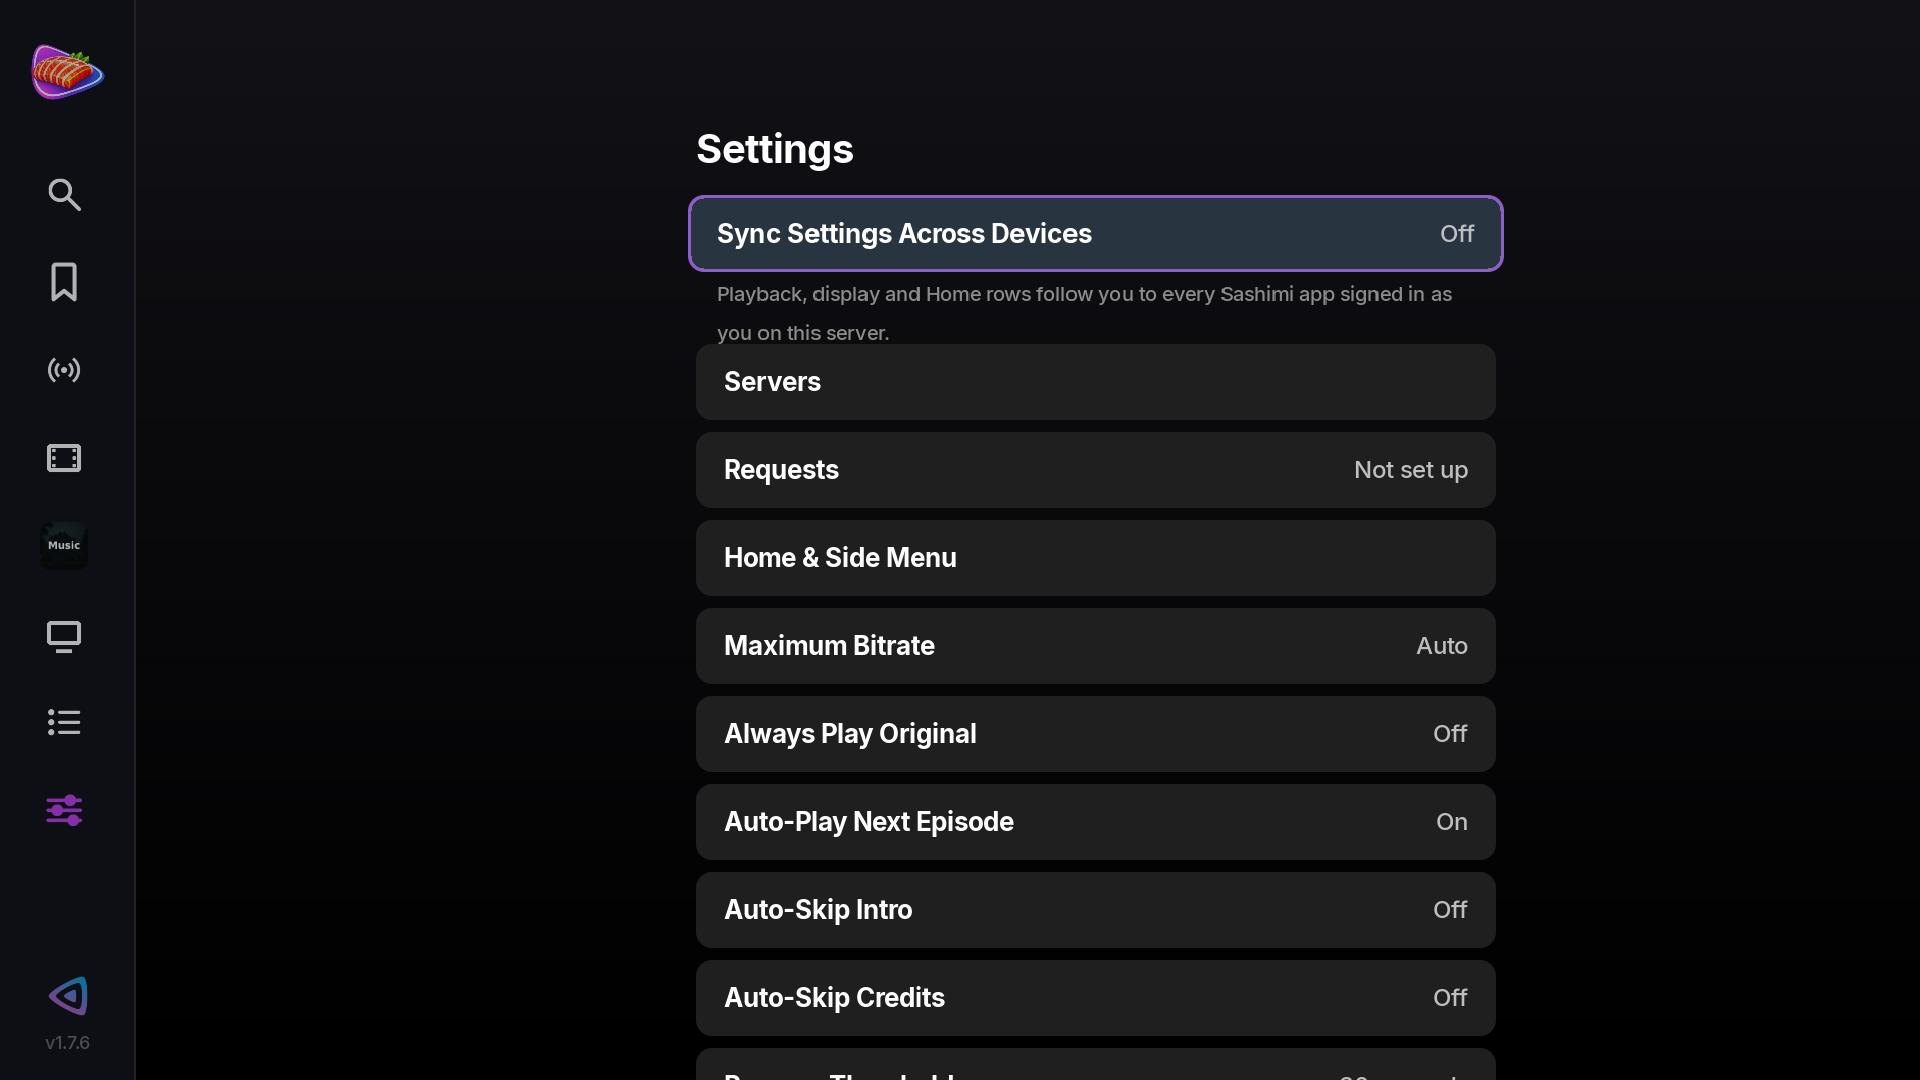 Settings
Sync Settings Across Devices Off
Playback, display and Home rows follow you to every Sashimi app signed in as
you on this server.
Servers
Requests Not set up
Home & Side Menu
Maximum Bitrate Auto
Always Play Original Off
Auto-Play Next Episode On
Auto-Skip Intro Off
Auto-Skip Credits Off
Music
v1.7.6